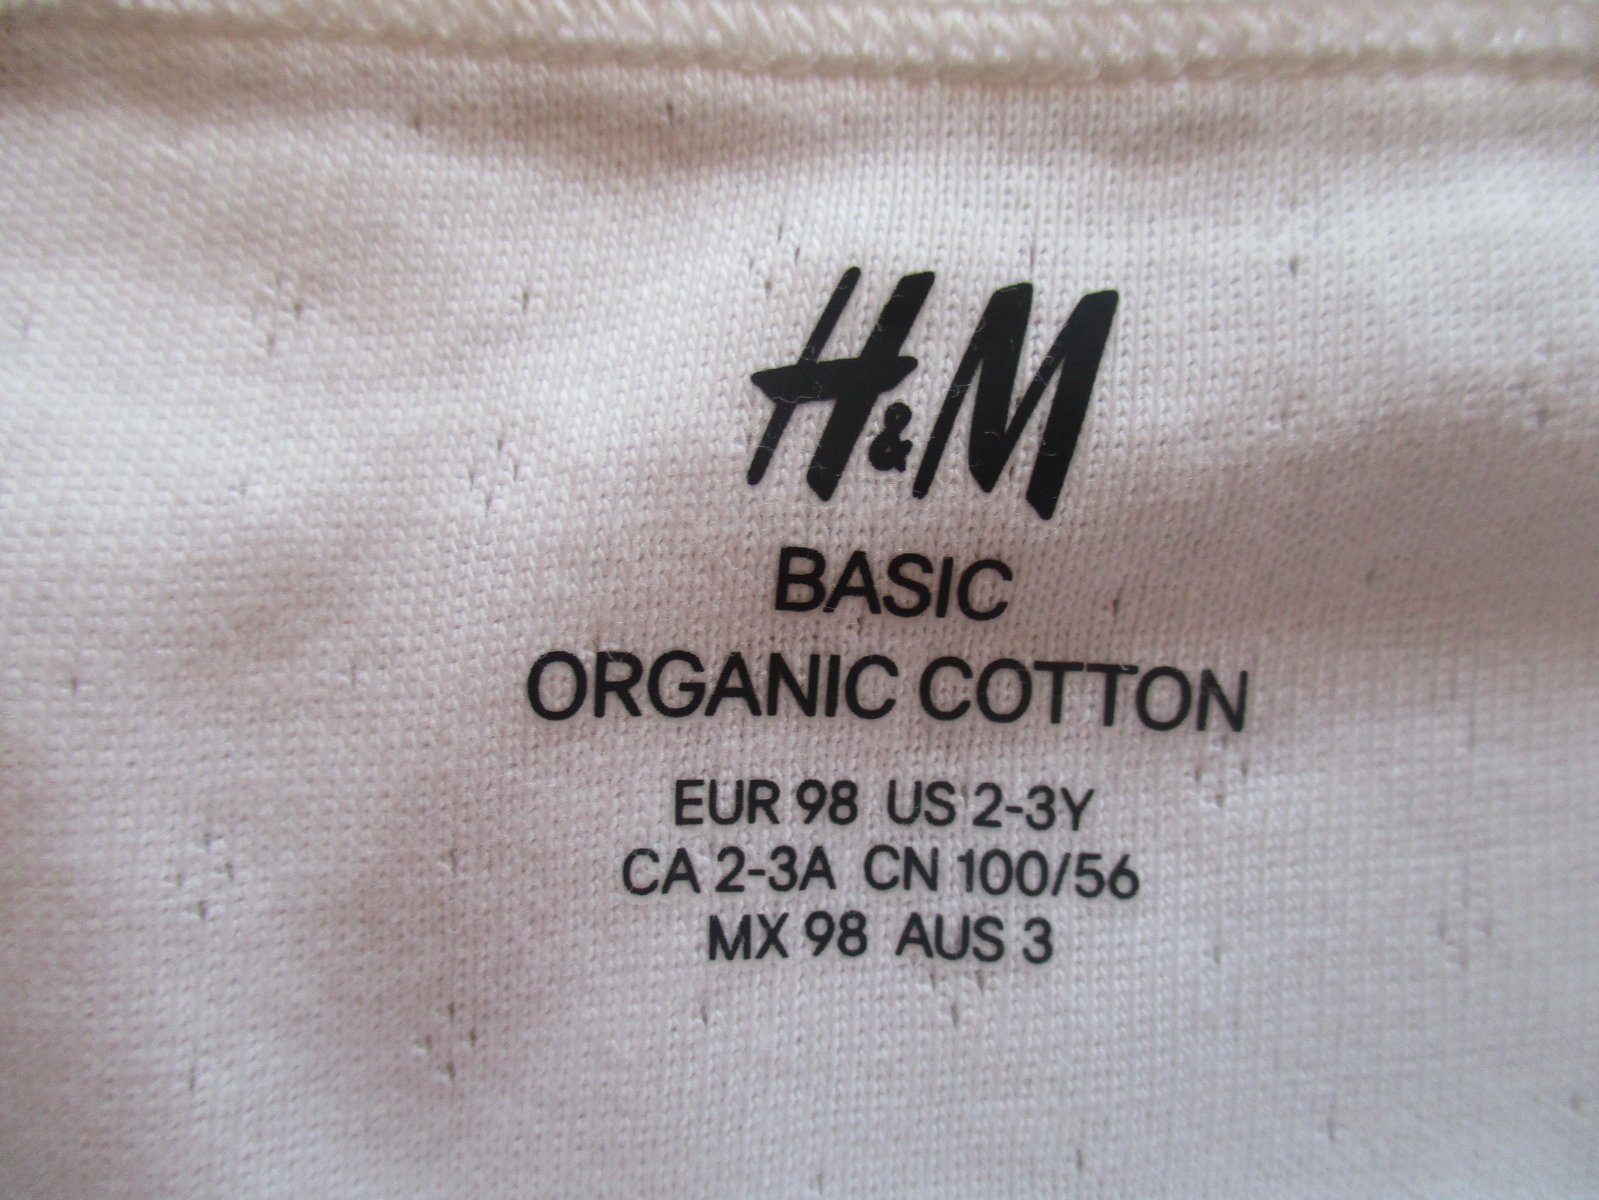 H&M
BASIC
ORGANIC COTTON
EUR 98 US 2-3Y
CA 2-3A CN 100/56
MX 98 AUS 3